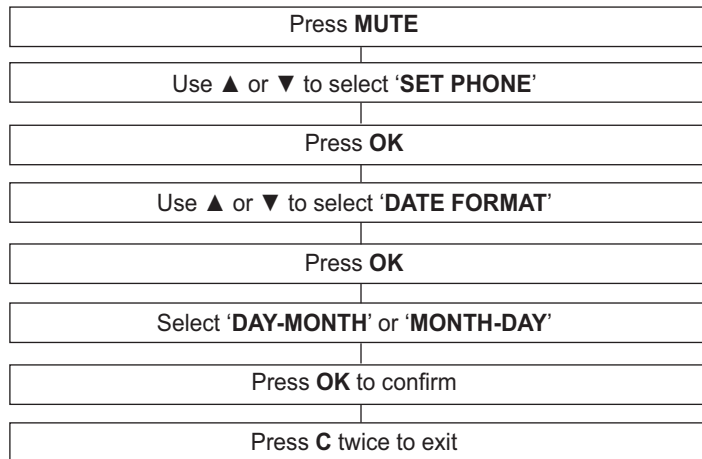 Press MUTE
Use ▲ or ▼ to select ‘SET PHONE’
Press OK
Use ▲ or ▼ to select ‘DATE FORMAT’
Press OK
Select ‘DAY-MONTH’ or ‘MONTH-DAY’
Press OK to confirm
Press C twice to exit